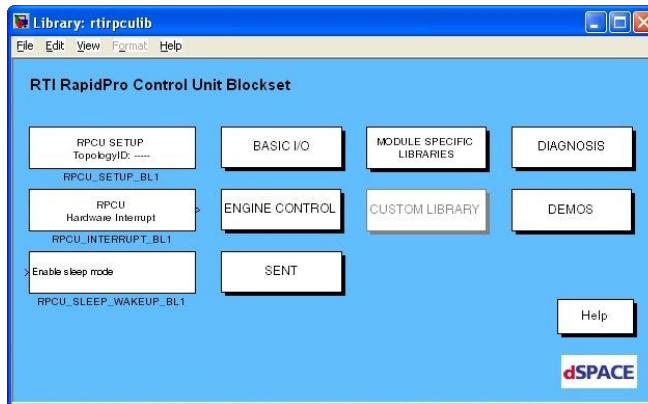 Library: rtirpculib
File Edit View Format Help
RTI RapidPro Control Unit Blockset
RPCU SETUP
TopologyID: -----
RPCU_SETUP_BL1
BASIC I/O
MODULE SPECIFIC
LIBRARIES
DIAGNOSIS
RPCU
Hardware Interrupt
RPCU_INTERRUPT_BL1
ENGINE CONTROL
CUSTOM LIBRARY
DEMOS
Enable sleep mode
RPCU_SLEEP_WAKEUP_BL1
SENT
Help
dSPACE